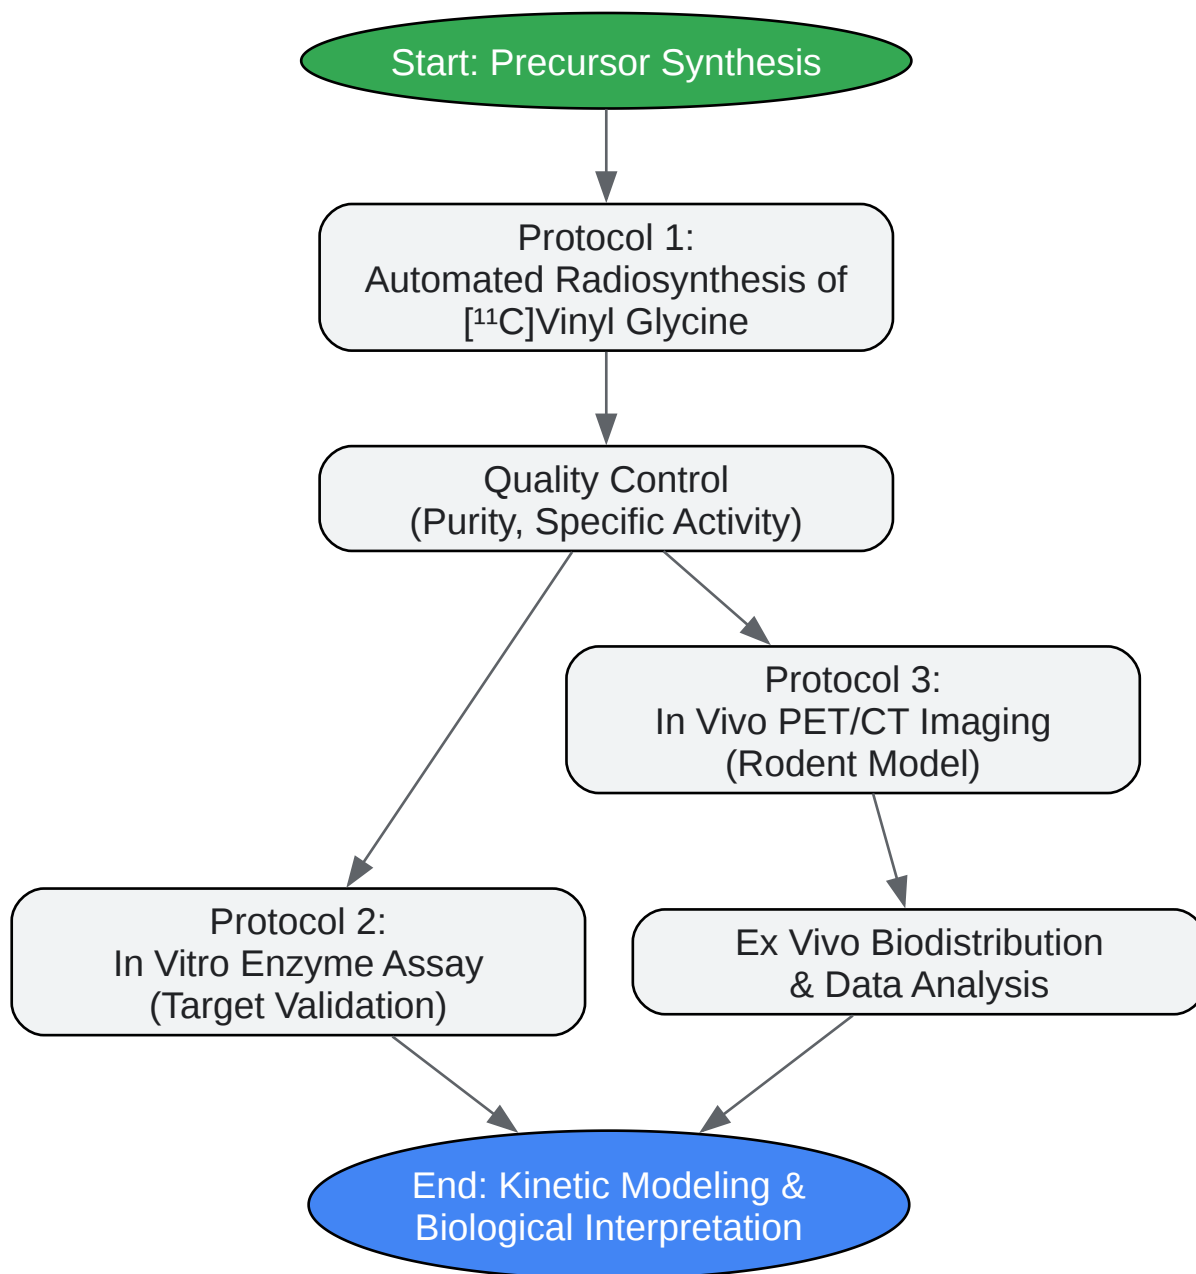 Start: Precursor Synthesis
Protocol 1:
Automated Radiosynthesis of
[¹¹C]Vinyl Glycine
Quality Control
(Purity, Specific Activity)
Protocol 3:
In Vivo PET/CT Imaging
(Rodent Model)
Protocol 2:
In Vitro Enzyme Assay
(Target Validation)
Ex Vivo Biodistribution
& Data Analysis
End: Kinetic Modeling &
Biological Interpretation